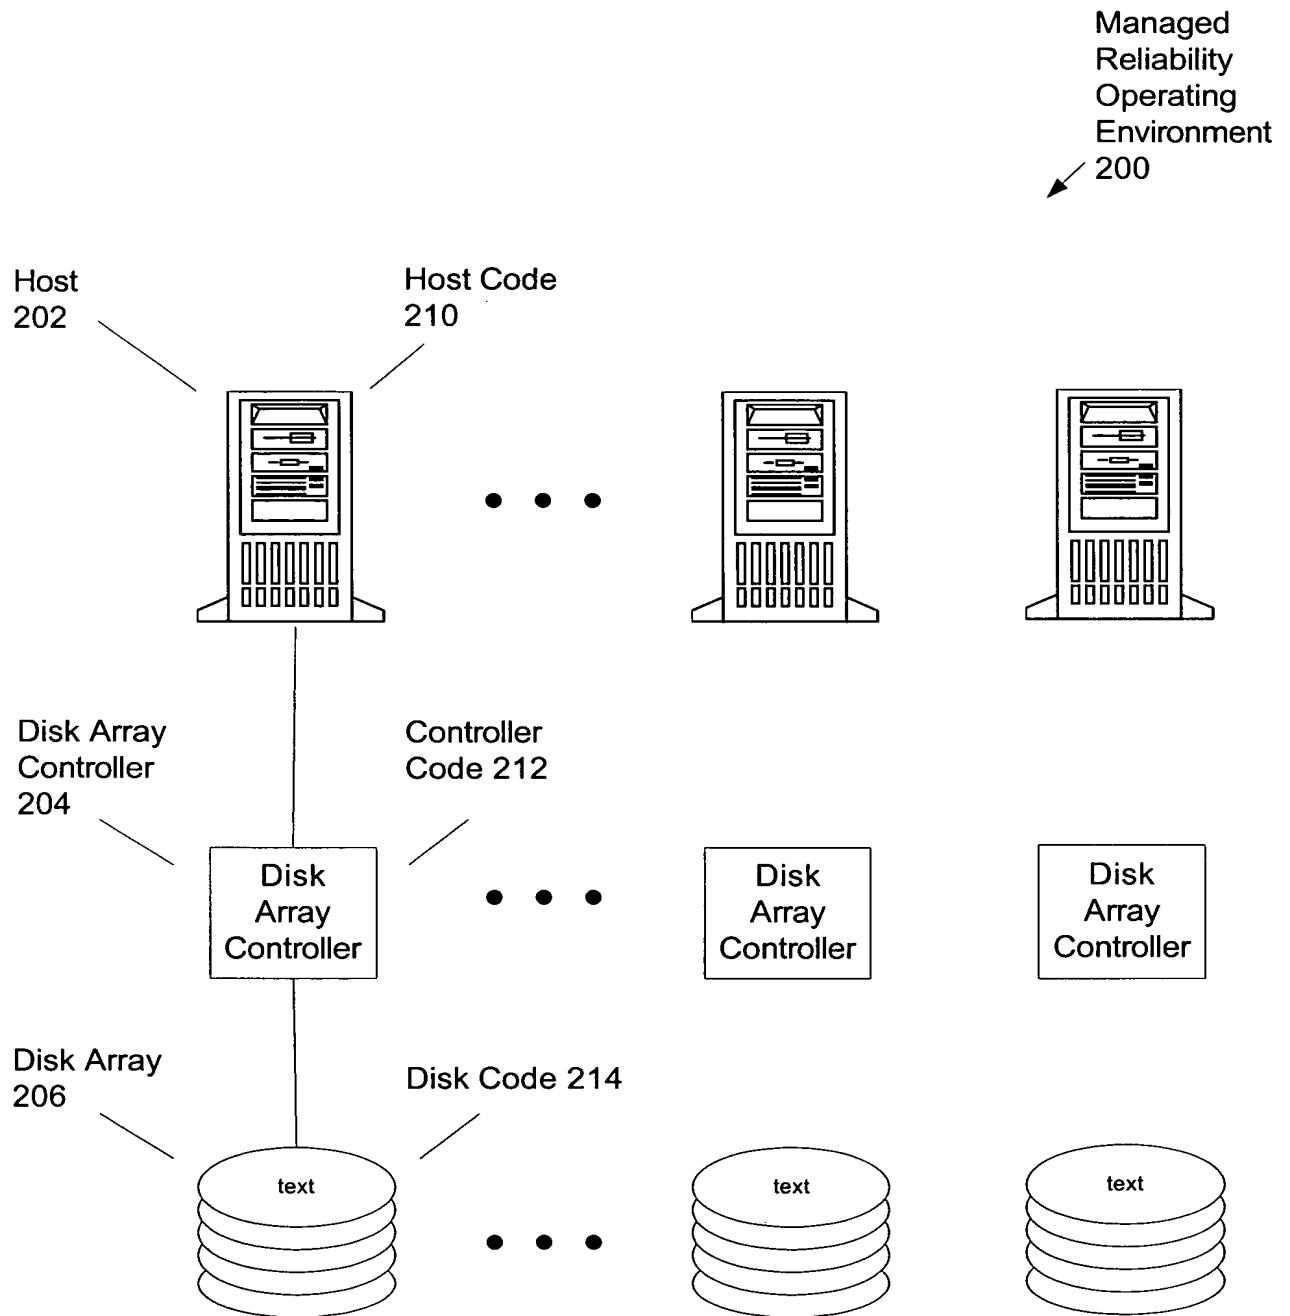 Managed
Reliability
Operating
Environment
200
Host
202
Host Code
210
Disk Array
Controller
204
Controller
Code 212
Disk
Array
Controller
Disk
Array
Controller
Disk
Array
Controller
Disk Array
206
Disk Code 214
text
text
text